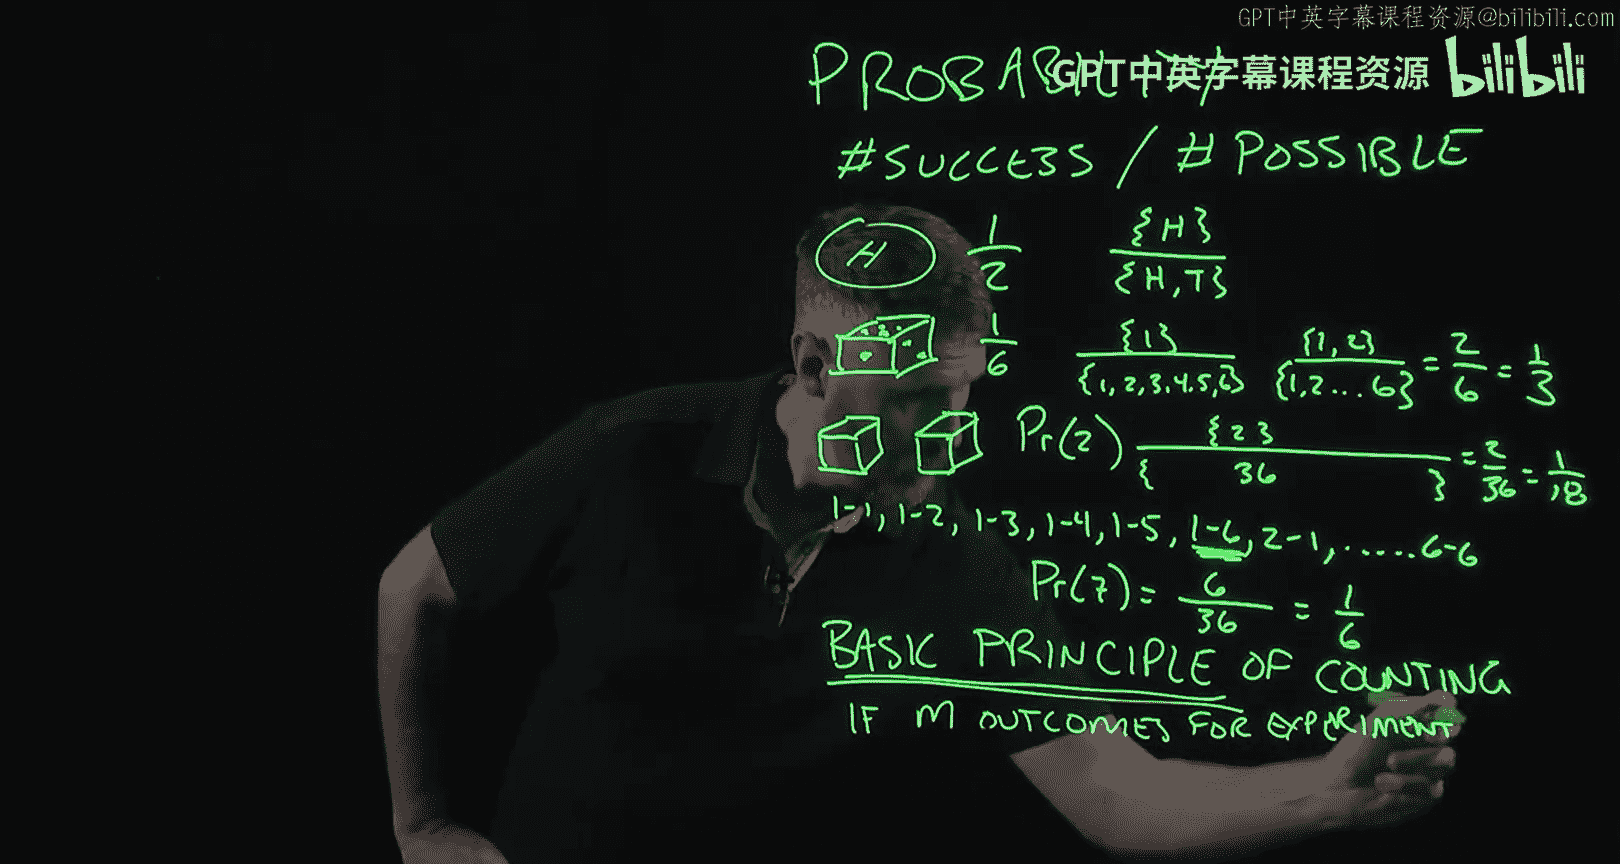 GPT中英字幕课程资源@bilibili.com
PROBABILITY
GPT中英字幕课程资源 bilibili
#SUCCESS / # POSSIBLE
H 1/2 {H}/{H,T}
1/6 {1}/{1,2,3,4,5,6} {1,2}/{1,2...6} = 2/6 = 1/3
Pr(2) {2}/{36} = 2/36 = 1/18
1-1, 1-2, 1-3, 1-4, 1-5, 1-6, 2-1, ......6-6
Pr(7) = 6/36 = 1/6
BASIC PRINCIPLE OF COUNTING
IF M OUTCOMES FOR EXPERIMENT